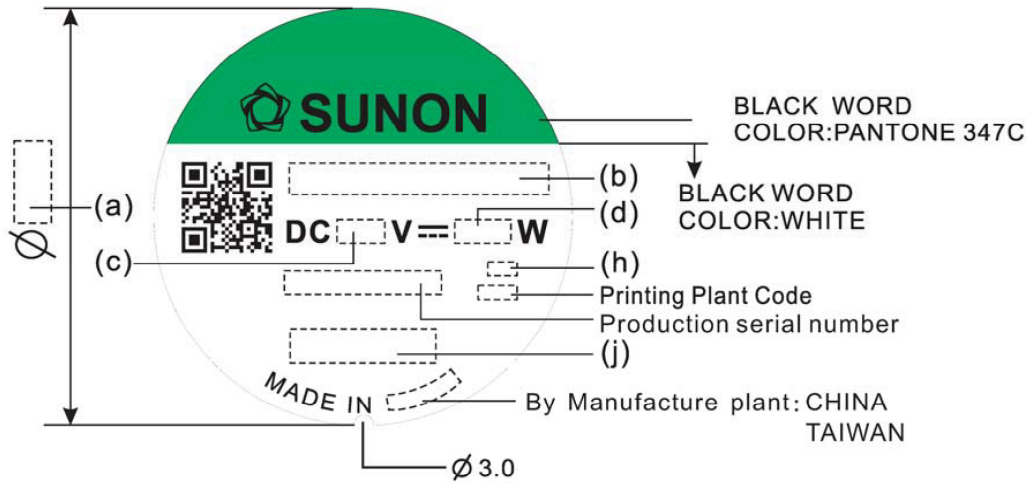 SUNON
BLACK WORD
COLOR:PANTONE 347C
(a)
(b)
BLACK WORD
COLOR:WHITE
(d)
DC V W
(c)
(h)
Printing Plant Code
Production serial number
(j)
MADE IN
By Manufacture plant: CHINA
TAIWAN
Ø
Ø3.0